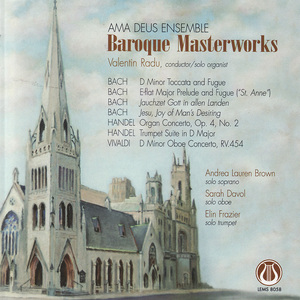 AMA DEUS ENSEMBLE
Baroque Masterworks
Valentin Radu, conductor/solo organist
BACH D Minor Toccata and Fugue
BACH E-flat Major Prelude and Fugue ("St. Anne")
BACH Jauchzet Gott in allen Landen
BACH Jesu, Joy of Man's Desiring
HANDEL Organ Concerto, Op. 4, No. 2
HANDEL Trumpet Suite in D Major
VIVALDI D Minor Oboe Concerto, RV.454
Andrea Lauren Brown
solo soprano
Sarah Davol
solo oboe
Elin Frazier
solo trumpet
LEMS 8058